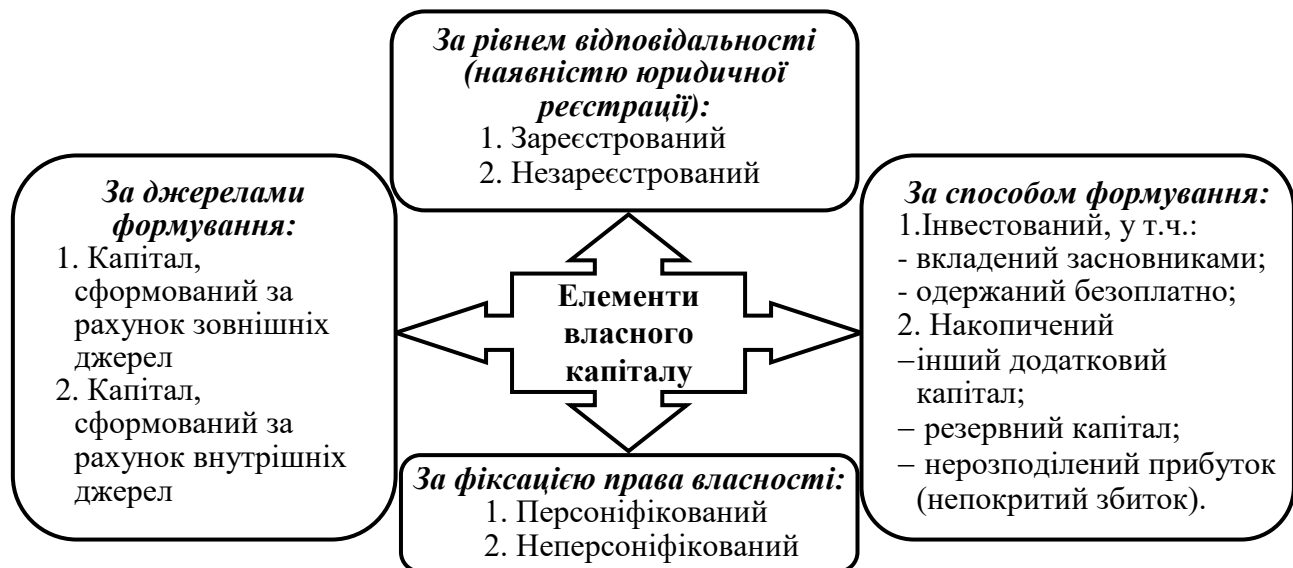 За рівнем відповідальності
(наявністю юридичної
реєстрації):
1. Зареєстрований
2. Незареєстрований
За джерелами
формування:
1. Капітал,
сформований за
рахунок зовнішніх
джерел
2. Капітал,
сформований за
рахунок внутрішніх
джерел
Елементи
власного
капіталу
За способом формування:
1.Інвестований, у т.ч.:
- вкладений засновниками;
- одержаний безоплатно;
2. Накопичений
−інший додатковий
капітал;
− резервний капітал;
− нерозподілений прибуток
(непокритий збиток).
За фіксацією права власності:
1. Персоніфікований
2. Неперсоніфікований